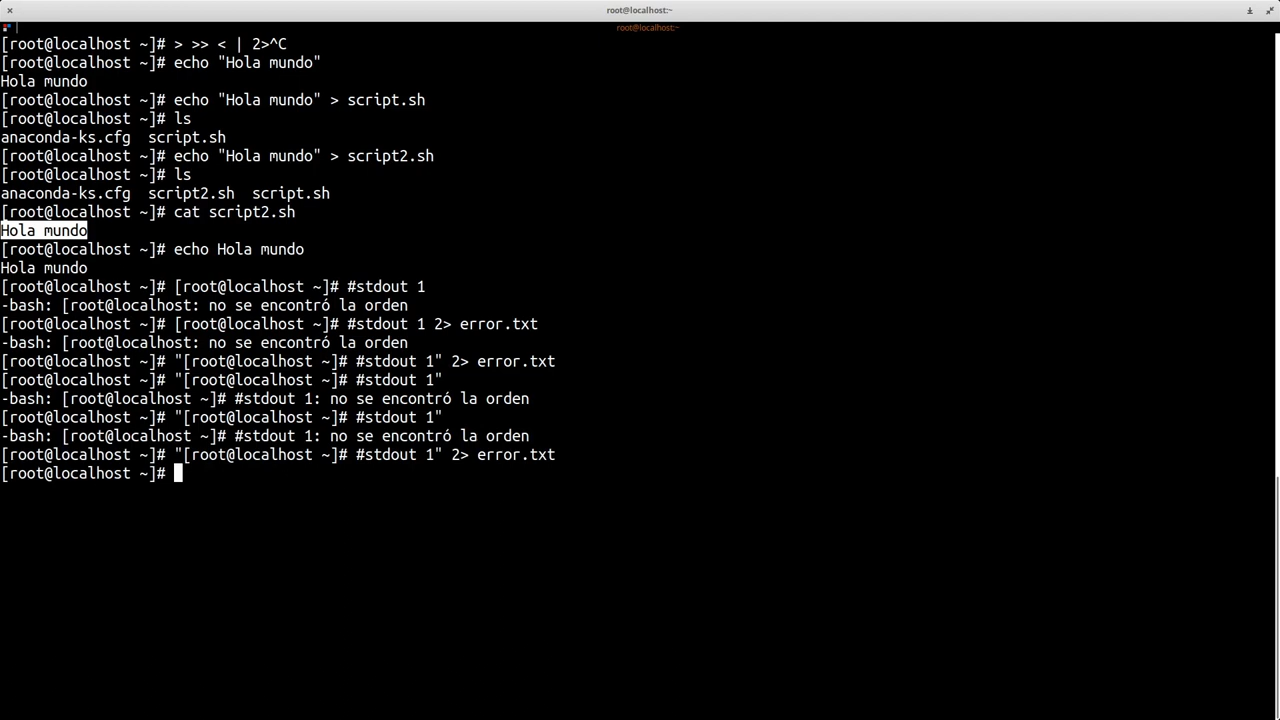 root@localhost:~
root@localhost:~
[root@localhost ~]# > >> < | 2>^C
[root@localhost ~]# echo "Hola mundo"
Hola mundo
[root@localhost ~]# echo "Hola mundo" > script.sh
[root@localhost ~]# ls
anaconda-ks.cfg  script.sh
[root@localhost ~]# echo "Hola mundo" > script2.sh
[root@localhost ~]# ls
anaconda-ks.cfg  script2.sh  script.sh
[root@localhost ~]# cat script2.sh
Hola mundo
[root@localhost ~]# echo Hola mundo
Hola mundo
[root@localhost ~]# [root@localhost ~]# #stdout 1
-bash: [root@localhost: no se encontró la orden
[root@localhost ~]# [root@localhost ~]# #stdout 1 2> error.txt
-bash: [root@localhost: no se encontró la orden
[root@localhost ~]# "[root@localhost ~]# #stdout 1" 2> error.txt
[root@localhost ~]# "[root@localhost ~]# #stdout 1"
-bash: [root@localhost ~]# #stdout 1: no se encontró la orden
[root@localhost ~]# "[root@localhost ~]# #stdout 1"
-bash: [root@localhost ~]# #stdout 1: no se encontró la orden
[root@localhost ~]# "[root@localhost ~]# #stdout 1" 2> error.txt
[root@localhost ~]#